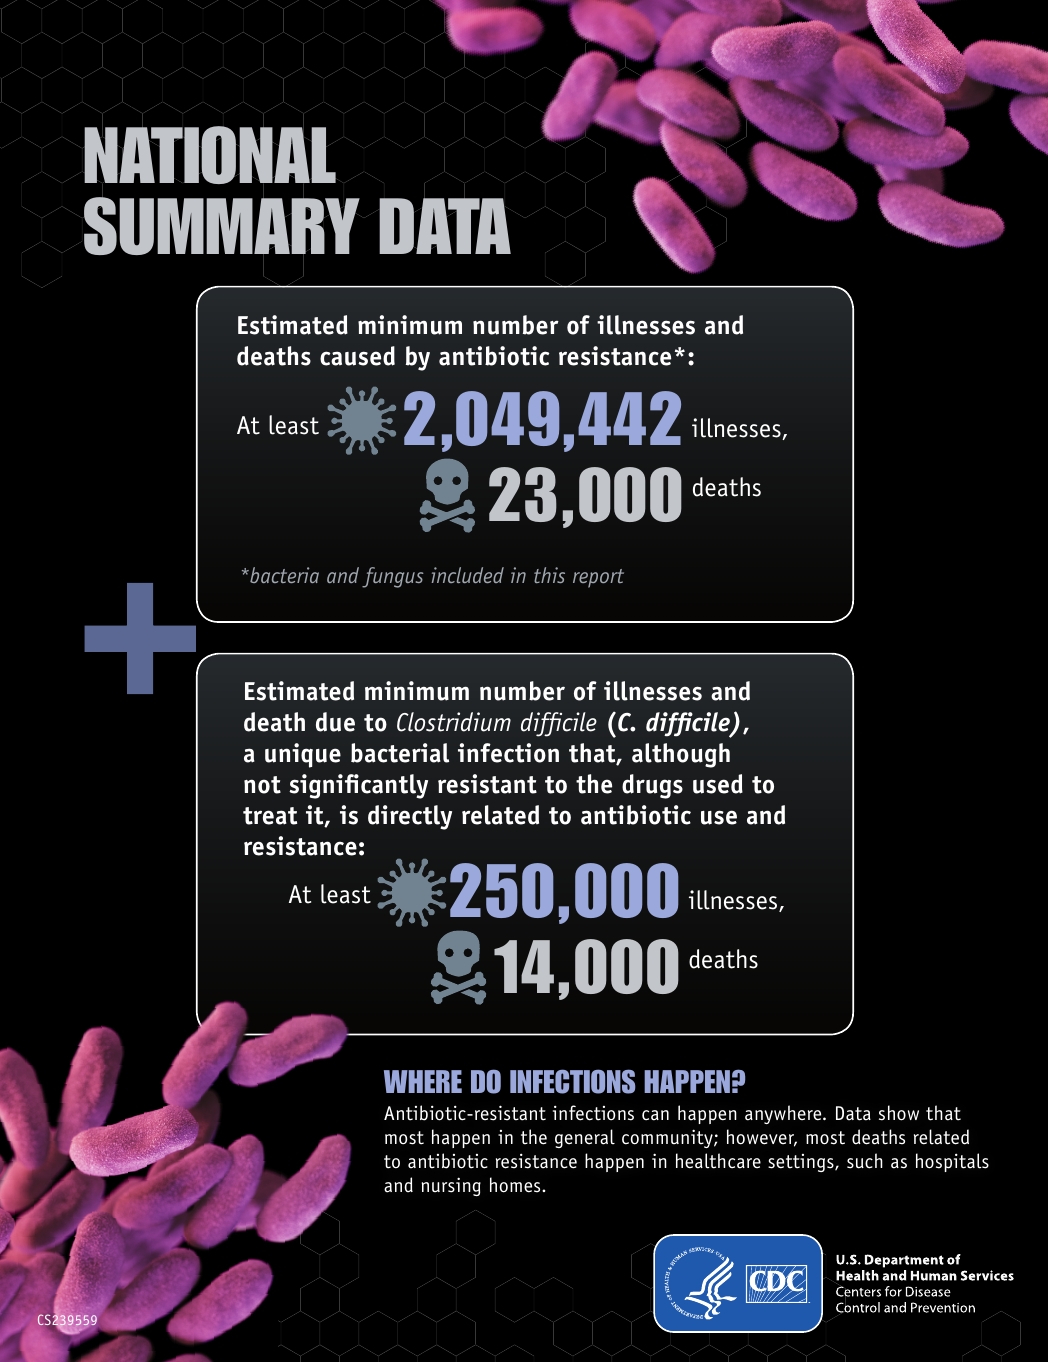 NATIONAL
SUMMARY DATA
Estimated minimum number of illnesses and
deaths caused by antibiotic resistance*:
At least 2,049,442 illnesses,
23,000 deaths
*bacteria and fungus included in this report
+
Estimated minimum number of illnesses and
death due to Clostridium difficile (C. difficile),
a unique bacterial infection that, although
not significantly resistant to the drugs used to
treat it, is directly related to antibiotic use and
resistance:
At least 250,000 illnesses,
14,000 deaths
WHERE DO INFECTIONS HAPPEN?
Antibiotic-resistant infections can happen anywhere. Data show that
most happen in the general community; however, most deaths related
to antibiotic resistance happen in healthcare settings, such as hospitals
and nursing homes.
DEPARTMENT OF HEALTH & HUMAN SERVICES • USA
CDC
U.S. Department of
Health and Human Services
Centers for Disease
Control and Prevention
CS239559